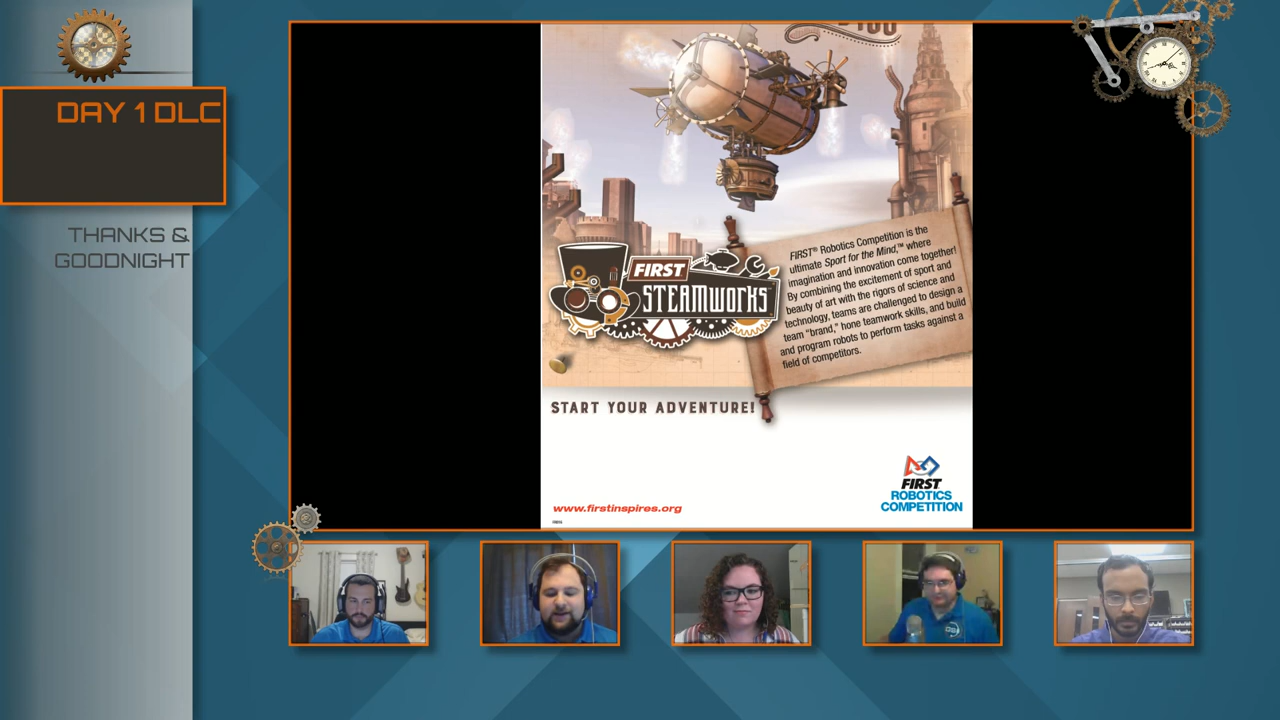 DAY 1 DLC
THANKS &
GOODNIGHT
FIRST® Robotics Competition is the
ultimate Sport for the Mind,™ where
imagination and innovation come together!
By combining the excitement of sport and
beauty of art with the rigors of science and
technology, teams are challenged to design a
team “brand,” hone teamwork skills, and build
and program robots to perform tasks against a
field of competitors.
FIRST
STEAMWORKS
START YOUR ADVENTURE!
FIRST
ROBOTICS
COMPETITION
www.firstinspires.org